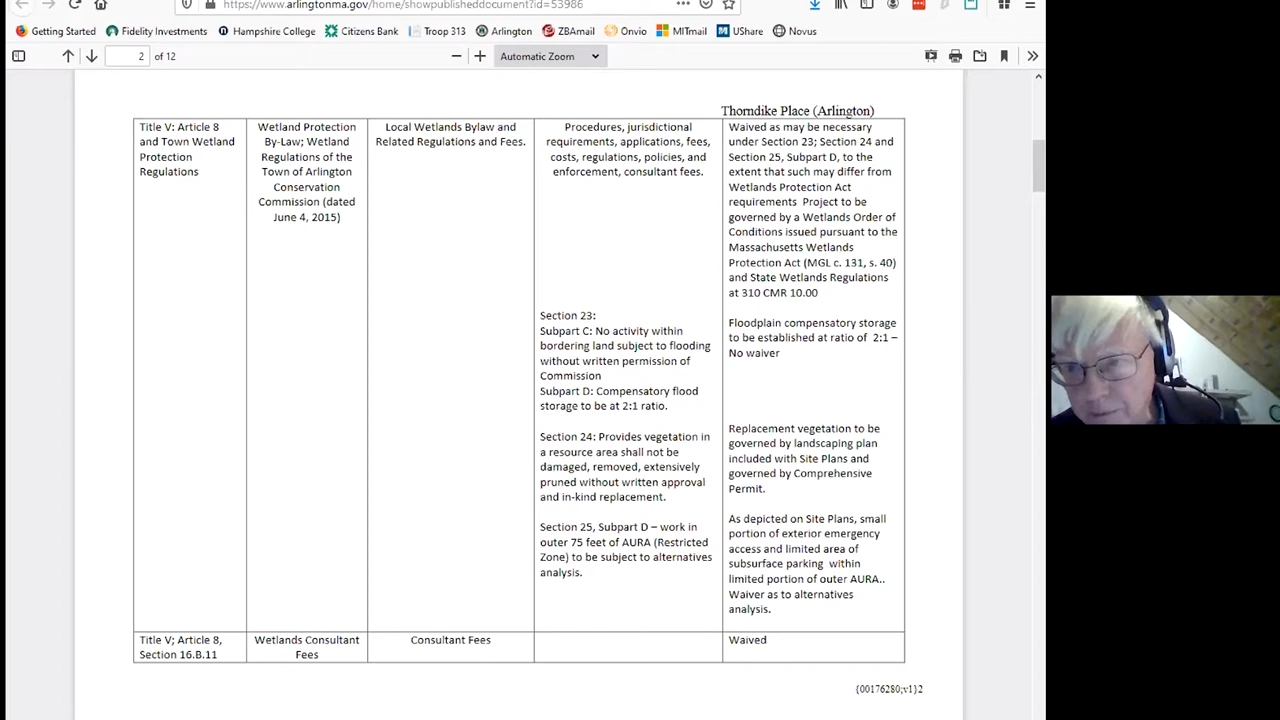 https://www.arlingtonma.gov/home/showpublisheddocument?id=53986
Getting Started
Fidelity Investments
Hampshire College
Citizens Bank
Troop 313
Arlington
ZBAmail
Onvio
MITmail
UShare
Novus
2
of 12
Automatic Zoom
Thorndike Place (Arlington)
Title V: Article 8
and Town Wetland
Protection
Regulations
Wetland Protection
By-Law; Wetland
Regulations of the
Town of Arlington
Conservation
Commission (dated
June 4, 2015)
Local Wetlands Bylaw and
Related Regulations and Fees.
Procedures, jurisdictional
requirements, applications, fees,
costs, regulations, policies, and
enforcement, consultant fees.
Section 23:
Subpart C: No activity within
bordering land subject to flooding
without written permission of
Commission
Subpart D: Compensatory flood
storage to be at 2:1 ratio.
Section 24: Provides vegetation in
a resource area shall not be
damaged, removed, extensively
pruned without written approval
and in-kind replacement.
Section 25, Subpart D – work in
outer 75 feet of AURA (Restricted
Zone) to be subject to alternatives
analysis.
Waived as may be necessary
under Section 23; Section 24 and
Section 25, Subpart D, to the
extent that such may differ from
Wetlands Protection Act
requirements  Project to be
governed by a Wetlands Order of
Conditions issued pursuant to the
Massachusetts Wetlands
Protection Act (MGL c. 131, s. 40)
and State Wetlands Regulations
at 310 CMR 10.00
Floodplain compensatory storage
to be established at ratio of  2:1 –
No waiver
Replacement vegetation to be
governed by landscaping plan
included with Site Plans and
governed by Comprehensive
Permit.
As depicted on Site Plans, small
portion of exterior emergency
access and limited area of
subsurface parking  within
limited portion of outer AURA..
Waiver as to alternatives
analysis.
Title V; Article 8,
Section 16.B.11
Wetlands Consultant
Fees
Consultant Fees
Waived
{00176280;v1}2